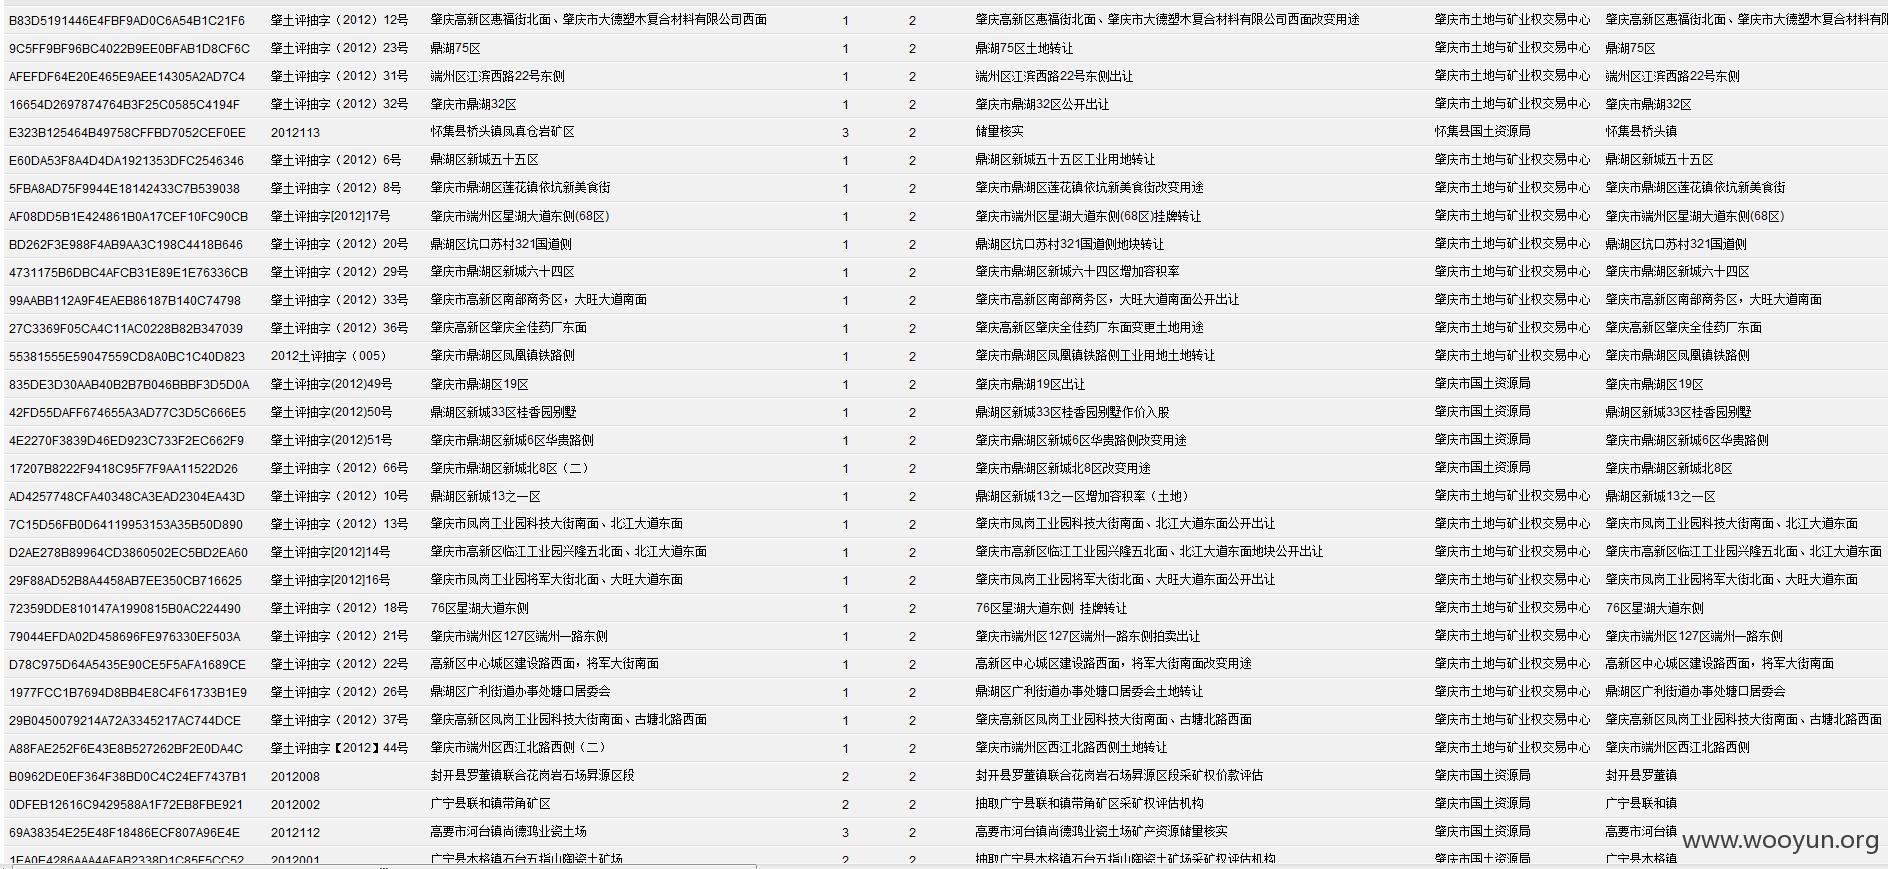 B83D5191446E4FBF9AD0C6A54B1C21F6 肇土评抽字（2012）12号 肇庆高新区惠福街北面、肇庆市大德塑木复合材料有限公司西面 1 2 肇庆高新区惠福街北面、肇庆市大德塑木复合材料有限公司西面改变用途 肇庆市土地与矿业权交易中心 肇庆高新区惠福街北面、肇庆市大德塑木复合材料有限
9C5FF9BF96BC4022B9EE0BFAB1D8CF6C 肇土评抽字（2012）23号 鼎湖75区 1 2 鼎湖75区土地转让 肇庆市土地与矿业权交易中心 鼎湖75区
AFEFDF64E20E465E9AEE14305A2AD7C4 肇土评抽字（2012）31号 端州区江滨西路22号东侧 1 2 端州区江滨西路22号东侧出让 肇庆市土地与矿业权交易中心 端州区江滨西路22号东侧
16654D2697874764B3F25C0585C4194F 肇土评抽字（2012）32号 肇庆市鼎湖32区 1 2 肇庆市鼎湖32区公开出让 肇庆市土地与矿业权交易中心 肇庆市鼎湖32区
E323B125464B49758CFFBD7052CEF0EE 2012113 怀集县桥头镇凤真仓岩矿区 3 2 储量核实 怀集县国土资源局 怀集县桥头镇
E60DA53F8A4D4DA1921353DFC2546346 肇土评抽字（2012）6号 鼎湖区新城五十五区 1 2 鼎湖区新城五十五区工业用地转让 肇庆市土地与矿业权交易中心 鼎湖区新城五十五区
5FBA8AD75F9944E18142433C7B539038 肇土评抽字（2012）8号 肇庆市鼎湖区莲花镇依坑新美食街 1 2 肇庆市鼎湖区莲花镇依坑新美食街改变用途 肇庆市土地与矿业权交易中心 肇庆市鼎湖区莲花镇依坑新美食街
AF08DD5B1E424861B0A17CEF10FC90CB 肇土评抽字[2012]17号 肇庆市端州区星湖大道东侧(68区) 1 2 肇庆市端州区星湖大道东侧(68区)挂牌转让 肇庆市土地与矿业权交易中心 肇庆市端州区星湖大道东侧(68区)
BD262F3E988F4AB9AA3C198C4418B646 肇土评抽字（2012）20号 鼎湖区坑口苏村321国道侧 1 2 鼎湖区坑口苏村321国道侧地块转让 肇庆市土地与矿业权交易中心 鼎湖区坑口苏村321国道侧
4731175B6DBC4AFCB31E89E1E76336CB 肇土评抽字（2012）29号 肇庆市鼎湖区新城六十四区 1 2 肇庆市鼎湖区新城六十四区增加容积率 肇庆市土地与矿业权交易中心 肇庆市鼎湖区新城六十四区
99AABB112A9F4EAEB86187B140C74798 肇土评抽字（2012）33号 肇庆市高新区南部商务区，大旺大道南面 1 2 肇庆市高新区南部商务区，大旺大道南面公开出让 肇庆市土地与矿业权交易中心 肇庆市高新区南部商务区，大旺大道南面
27C3369F05CA4C11AC0228B82B347039 肇土评抽字（2012）36号 肇庆高新区肇庆全佳药厂东面 1 2 肇庆高新区肇庆全佳药厂东面变更土地用途 肇庆市土地与矿业权交易中心 肇庆高新区肇庆全佳药厂东面
55381555E59047559CD8A0BC1C40D823 2012土评抽字（005） 肇庆市鼎湖区凤凰镇铁路侧 1 2 肇庆市鼎湖区凤凰镇铁路侧工业用地土地转让 肇庆市土地与矿业权交易中心 肇庆市鼎湖区凤凰镇铁路侧
835DE3D30AAB40B2B7B046BBBF3D5D0A 肇土评抽字(2012)49号 肇庆市鼎湖区19区 1 2 肇庆市鼎湖19区出让 肇庆市国土资源局 肇庆市鼎湖区19区
42FD55DAFF674655A3AD77C3D5C666E5 肇土评抽字(2012)50号 鼎湖区新城33区桂香园别墅 1 2 鼎湖区新城33区桂香园别墅作价入股 肇庆市国土资源局 鼎湖区新城33区桂香园别墅
4E2270F3839D46ED923C733F2EC662F9 肇土评抽字(2012)51号 肇庆市鼎湖区新城6区华贵路侧 1 2 肇庆市鼎湖区新城6区华贵路侧改变用途 肇庆市国土资源局 肇庆市鼎湖区新城6区华贵路侧
17207B8222F9418C95F7F9AA11522D26 肇土评抽字（2012）66号 肇庆市鼎湖区新城北8区（二） 1 2 肇庆市鼎湖区新城北8区改变用途 肇庆市国土资源局 肇庆市鼎湖区新城北8区
AD4257748CFA40348CA3EAD2304EA43D 肇土评抽字（2012）10号 鼎湖区新城13之一区 1 2 鼎湖区新城13之一区增加容积率（土地） 肇庆市土地与矿业权交易中心 鼎湖区新城13之一区
7C15D56FB0D64119953153A35B50D890 肇土评抽字（2012）13号 肇庆市凤岗工业园科技大街南面、北江大道东面 1 2 肇庆市凤岗工业园科技大街南面、北江大道东面公开出让 肇庆市土地与矿业权交易中心 肇庆市凤岗工业园科技大街南面、北江大道东面
D2AE278B89964CD3860502EC5BD2EA60 肇土评抽字[2012]14号 肇庆市高新区临江工业园兴隆五北面、北江大道东面 1 2 肇庆市高新区临江工业园兴隆五北面、北江大道东面地块公开出让 肇庆市土地与矿业权交易中心 肇庆市高新区临江工业园兴隆五北面、北江大道东面
29F88AD52B8A4458AB7EE350CB716625 肇土评抽字[2012]16号 肇庆市凤岗工业园将军大街北面、大旺大道东面 1 2 肇庆市凤岗工业园将军大街北面、大旺大道东面公开出让 肇庆市土地与矿业权交易中心 肇庆市凤岗工业园将军大街北面、大旺大道东面
72359DDE810147A1990815B0AC224490 肇土评抽字（2012）18号 76区星湖大道东侧 1 2 76区星湖大道东侧 挂牌转让 肇庆市土地与矿业权交易中心 76区星湖大道东侧
79044EFDA02D458696FE976330EF503A 肇土评抽字（2012）21号 肇庆市端州区127区端州一路东侧 1 2 肇庆市端州区127区端州一路东侧拍卖出让 肇庆市土地与矿业权交易中心 肇庆市端州区127区端州一路东侧
D78C975D64A5435E90CE5F5AFA1689CE 肇土评抽字（2012）22号 高新区中心城区建设路西面，将军大街南面 1 2 高新区中心城区建设路西面，将军大街南面改变用途 肇庆市土地与矿业权交易中心 高新区中心城区建设路西面，将军大街南面
1977FCC1B7694D8BB4E8C4F61733B1E9 肇土评抽字（2012）26号 鼎湖区广利街道办事处塘口居委会 1 2 鼎湖区广利街道办事处塘口居委会土地转让 肇庆市土地与矿业权交易中心 鼎湖区广利街道办事处塘口居委会
29B0450079214A72A3345217AC744DCE 肇土评抽字（2012）37号 肇庆高新区凤岗工业园科技大街南面、古塘北路西面 1 2 肇庆高新区凤岗工业园科技大街南面、古塘北路西面 肇庆市土地与矿业权交易中心 肇庆高新区凤岗工业园科技大街南面、古塘北路西面
A88FAE252F6E43E8B527262BF2E0DA4C 肇土评抽字【2012】44号 肇庆市端州区西江北路西侧（二） 1 2 肇庆市端州区西江北路西侧土地转让 肇庆市土地与矿业权交易中心 肇庆市端州区西江北路西侧
B0962DE0EF364F38BD0C4C24EF7437B1 2012008 封开县罗董镇联合花岗岩石场昇源区段 2 2 封开县罗董镇联合花岗岩石场昇源区段采矿权价款评估 肇庆市国土资源局 封开县罗董镇
0DFEB12616C9429588A1F72EB8FBE921 2012002 广宁县联和镇带角矿区 2 2 抽取广宁县联和镇带角矿区采矿权评估机构 肇庆市国土资源局 广宁县联和镇
69A38354E25E48F18486ECF807A96E4E 2012112 高要市河台镇尚德鸿业瓷土场 3 2 高要市河台镇尚德鸿业瓷土场矿产资源储量核实 肇庆市国土资源局 高要市河台镇
1EA0E4286AAA4AFAB2338D1C85F5CC52 2012001 广宁县木格镇石台五指山陶瓷土矿场 2 2 抽取广宁县木格镇石台五指山陶瓷土矿场采矿权评估机构 肇庆市国土资源局 广宁县木格镇
www.wooyun.org